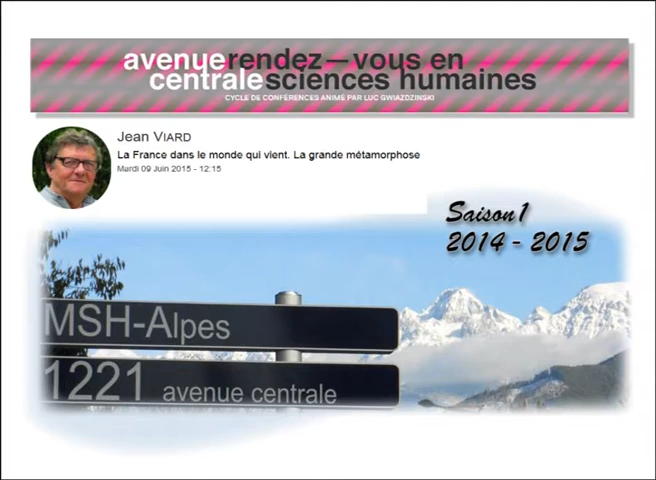 avenue rendez—vous en
centrale sciences humaines
CYCLE DE CONFÉRENCES ANIMÉ PAR LUC GWIAZDZINSKI
Jean VIARD
La France dans le monde qui vient. La grande métamorphose
Mardi 09 Juin 2015 - 12:15
Saison 1
2014 - 2015
MSH-Alpes
1221 avenue centrale